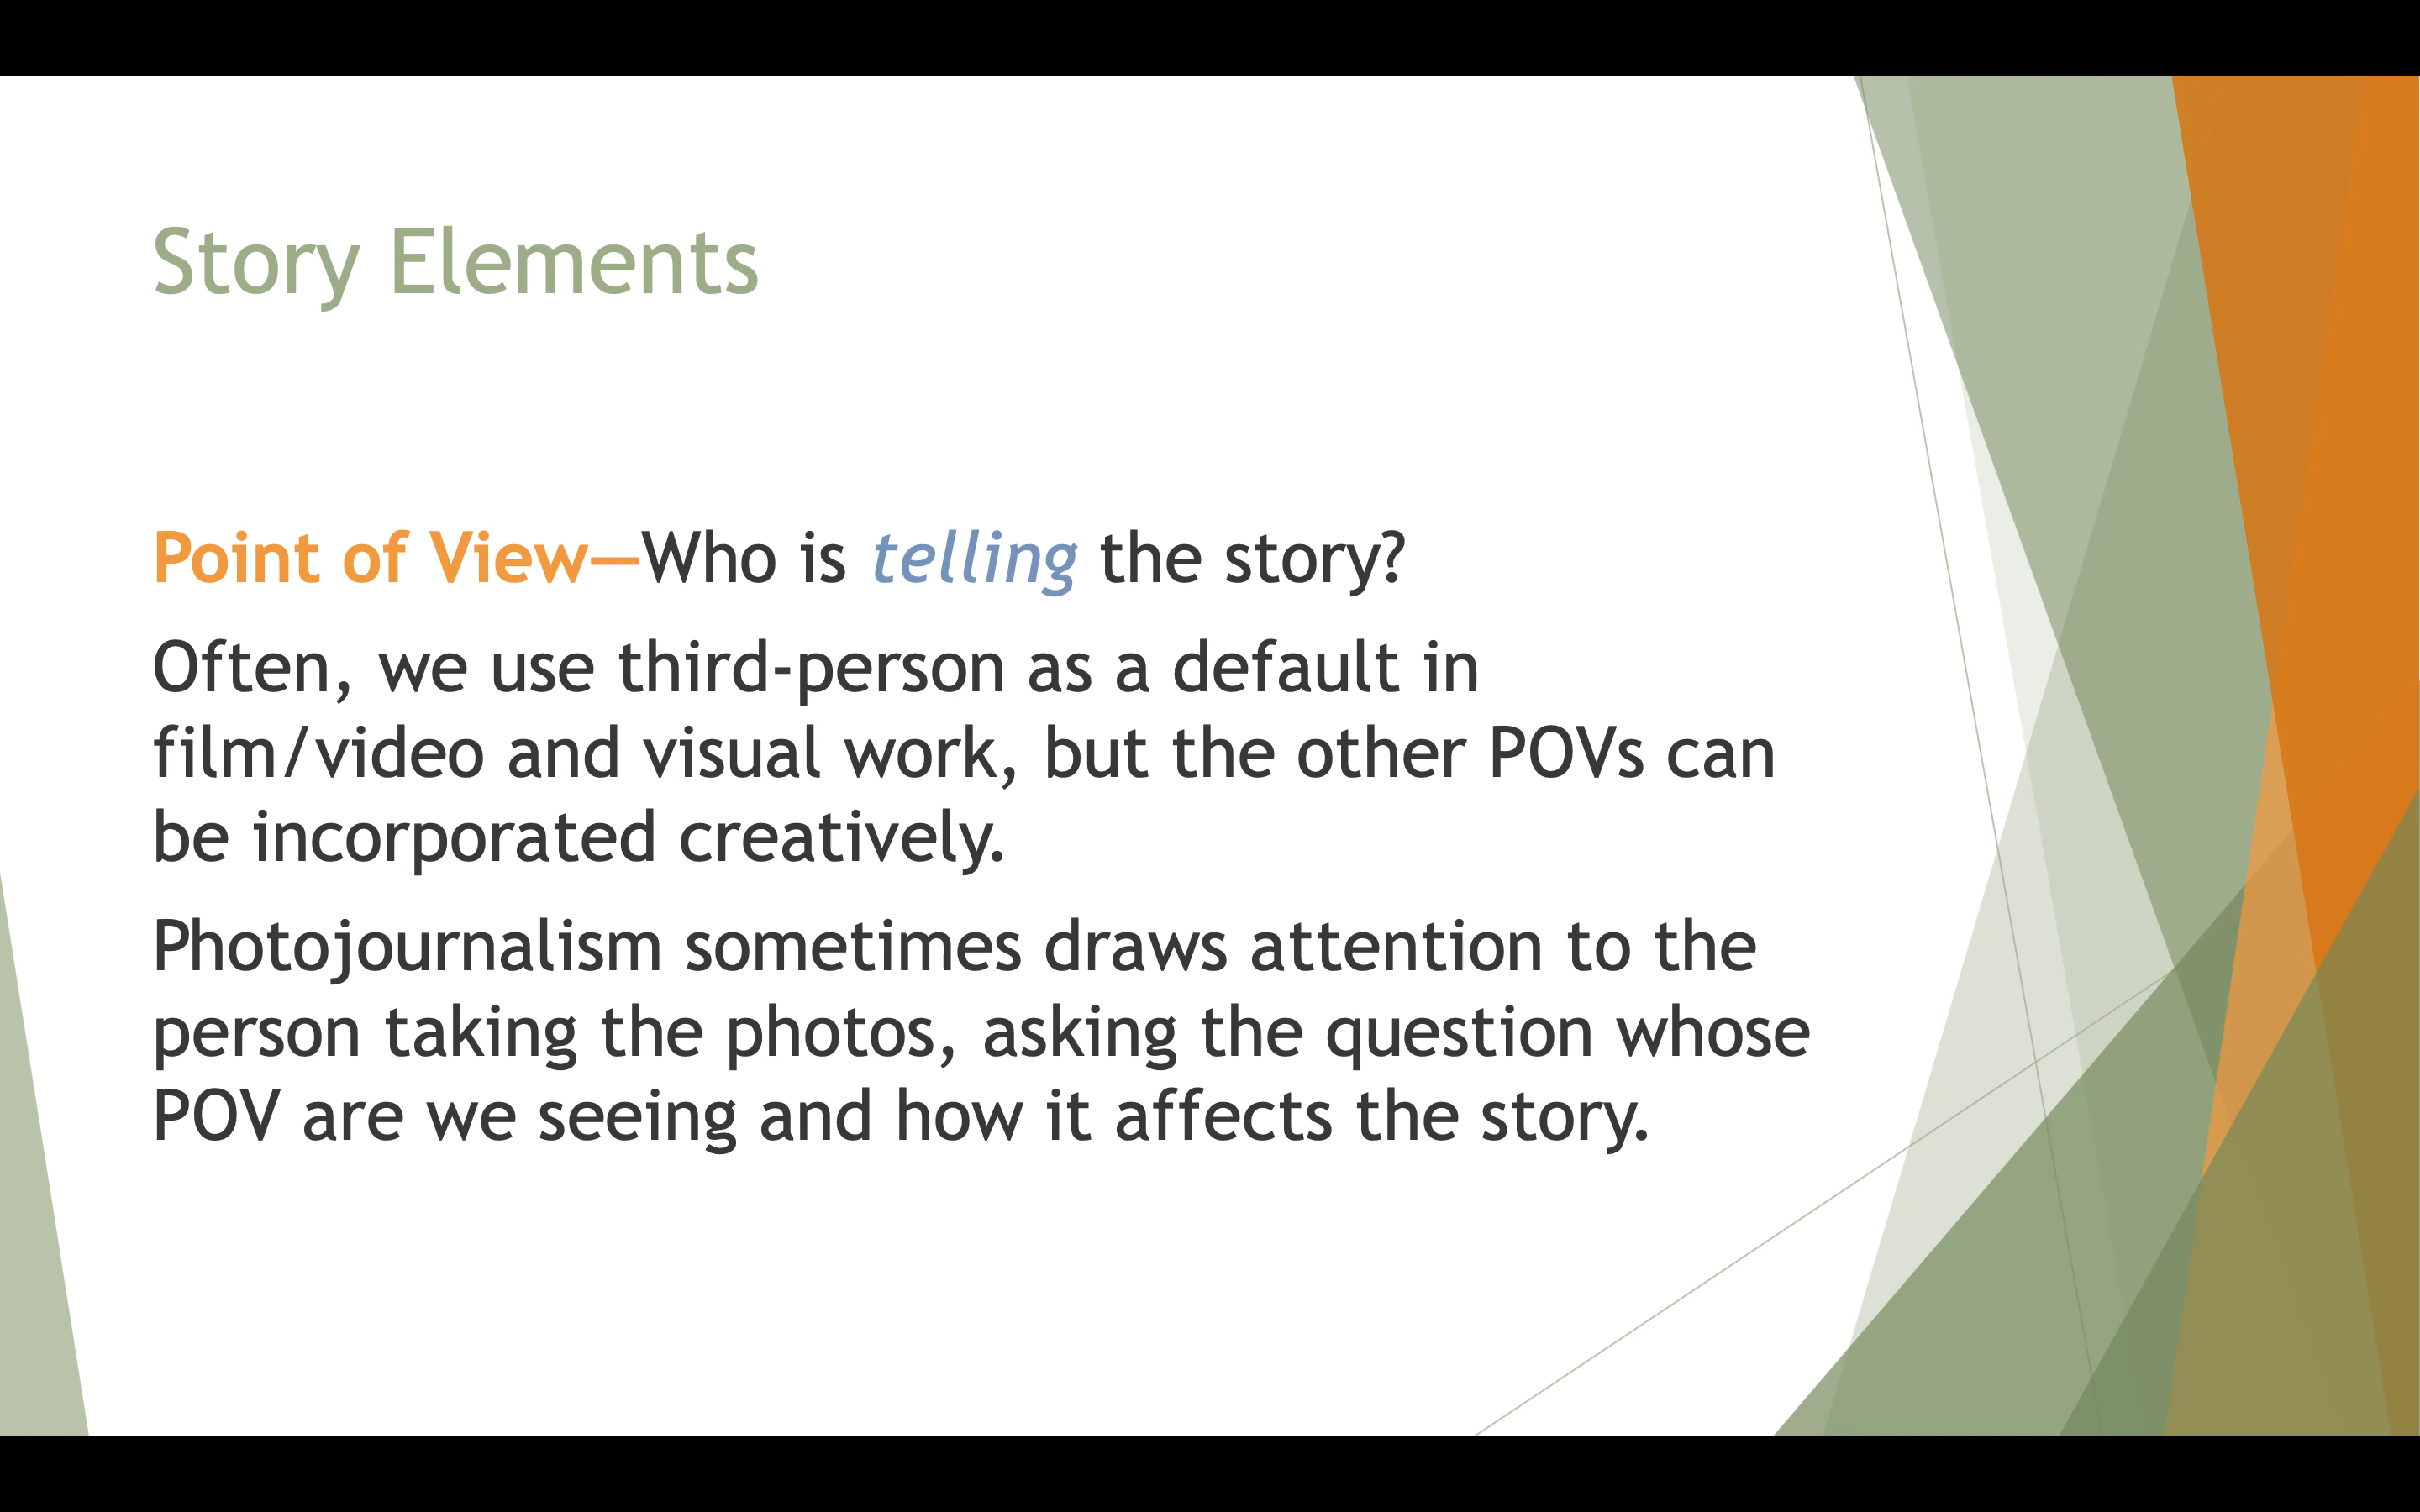 Story Elements
Point of View—Who is telling the story?
Often, we use third-person as a default in
film/video and visual work, but the other POVs can
be incorporated creatively.
Photojournalism sometimes draws attention to the
person taking the photos, asking the question whose
POV are we seeing and how it affects the story.